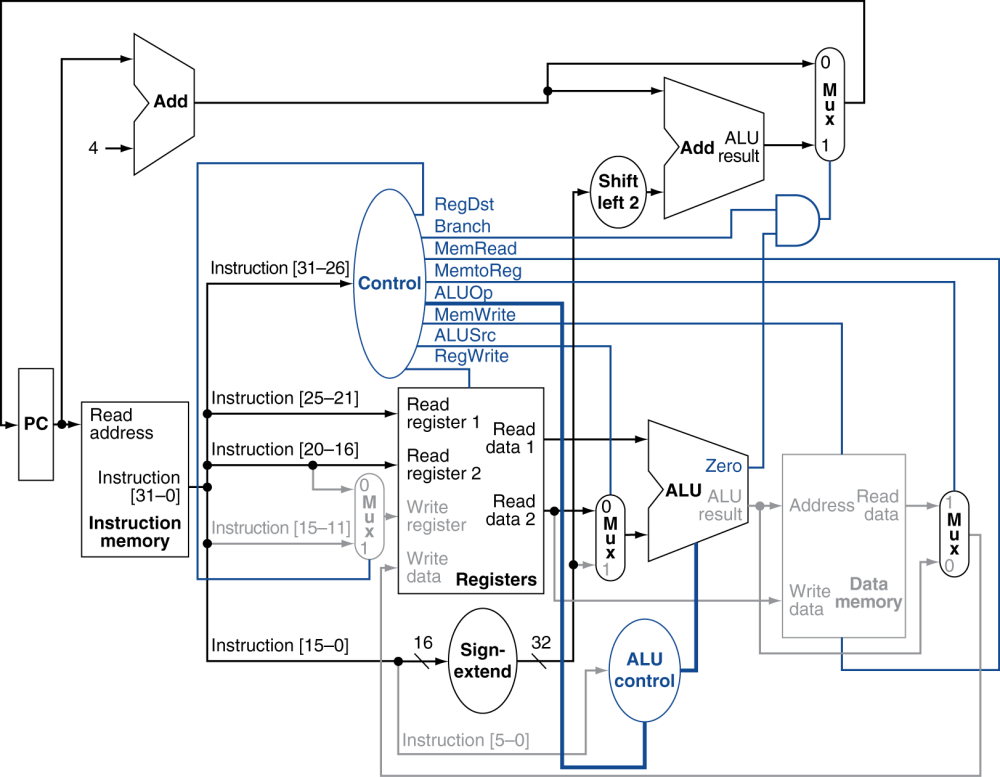 0
M
u
x
1
Add
4
Add
ALU
result
Shift
left 2
RegDst
Branch
MemRead
MemtoReg
ALUOp
MemWrite
ALUSrc
RegWrite
Control
Instruction [31–26]
PC
Read
address
Instruction
[31–0]
Instruction
memory
Instruction [25–21]
Instruction [20–16]
Instruction [15–11]
0
M
u
x
1
Read
register 1
Read
register 2
Write
register
Write
data
Read
data 1
Read
data 2
Registers
0
M
u
x
1
Zero
ALU
ALU
result
Address
Read
data
Write
data
Data
memory
1
M
u
x
0
Instruction [15–0]
16
Sign-
extend
32
ALU
control
Instruction [5–0]